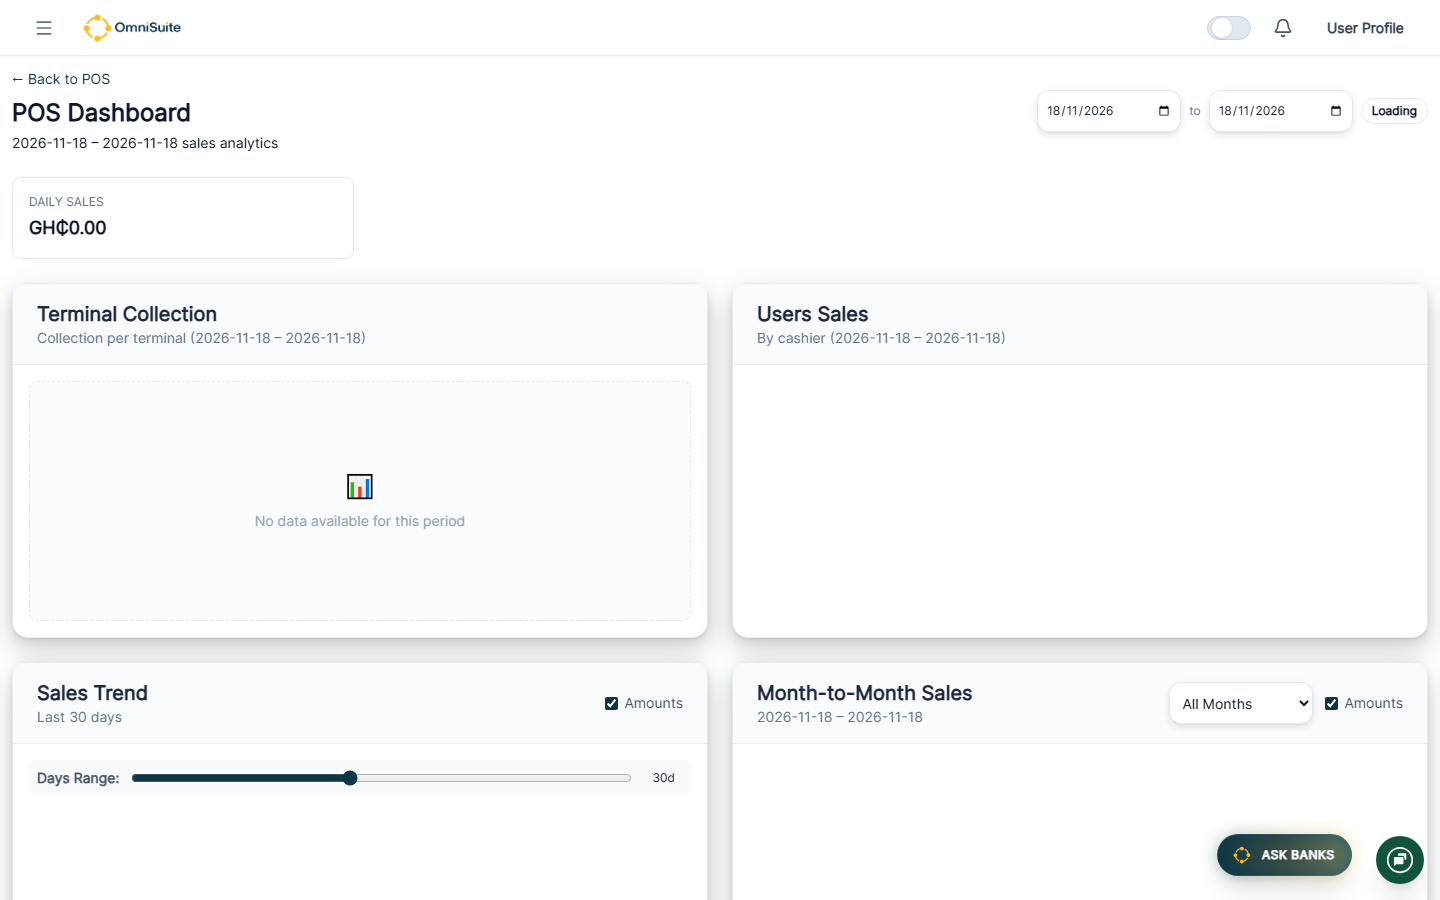 OmniSuite
User Profile
← Back to POS
POS Dashboard
2026-11-18 – 2026-11-18 sales analytics
18/11/2026
to
18/11/2026
Loading
DAILY SALES
GH₵0.00
Terminal Collection
Collection per terminal (2026-11-18 – 2026-11-18)
No data available for this period
Users Sales
By cashier (2026-11-18 – 2026-11-18)
Sales Trend
Last 30 days
Amounts
Days Range:
30d
Month-to-Month Sales
2026-11-18 – 2026-11-18
All Months
Amounts
ASK BANKS